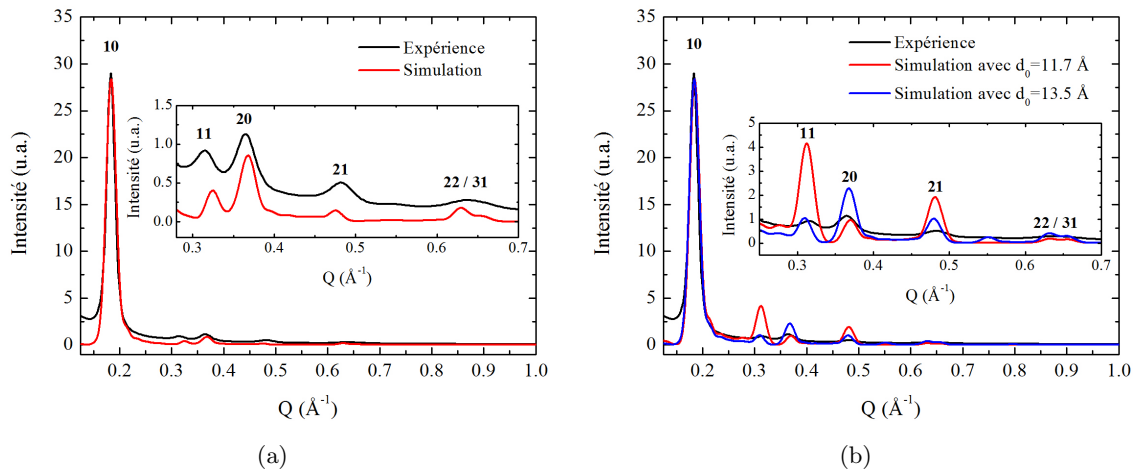 35
30
25
20
15
10
5
0
Intensité (u.a.)
10
Expérience
Simulation
1.5
1.0
0.5
0.0
Intensité (u.a.)
11
20
21
22 / 31
0.3 0.4 0.5 0.6 0.7
Q (Å-1)
0.2 0.3 0.4 0.5 0.6 0.7 0.8 0.9 1.0
Q (Å-1)
(a)
35
30
25
20
15
10
5
0
Intensité (u.a.)
10
Expérience
Simulation avec d0=11.7 Å
Simulation avec d0=13.5 Å
5
4
3
2
1
0
Intensité (u.a.)
11
20
21
22 / 31
0.3 0.4 0.5 0.6 0.7
Q (Å-1)
0.2 0.3 0.4 0.5 0.6 0.7 0.8 0.9 1.0
Q (Å-1)
(b)